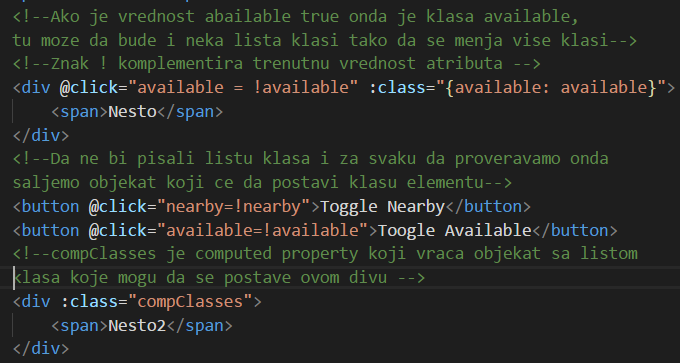 <!--Ako je vrednost abailable true onda je klasa available,
tu moze da bude i neka lista klasi tako da se menja vise klasi-->
<!--Znak ! komplementira trenutnu vrednost atributa -->
<div @click="available = !available" :class="{available: available}">
    <span>Nesto</span>
</div>
<!--Da ne bi pisali listu klasa i za svaku da proveravamo onda
saljemo objekat koji ce da postavi klasu elementu-->
<button @click="nearby=!nearby">Toggle Nearby</button>
<button @click="available=!available">Toogle Available</button>
<!--compClasses je computed property koji vraca objekat sa listom
klasa koje mogu da se postave ovom divu -->
<div :class="compClasses">
    <span>Nesto2</span>
</div>